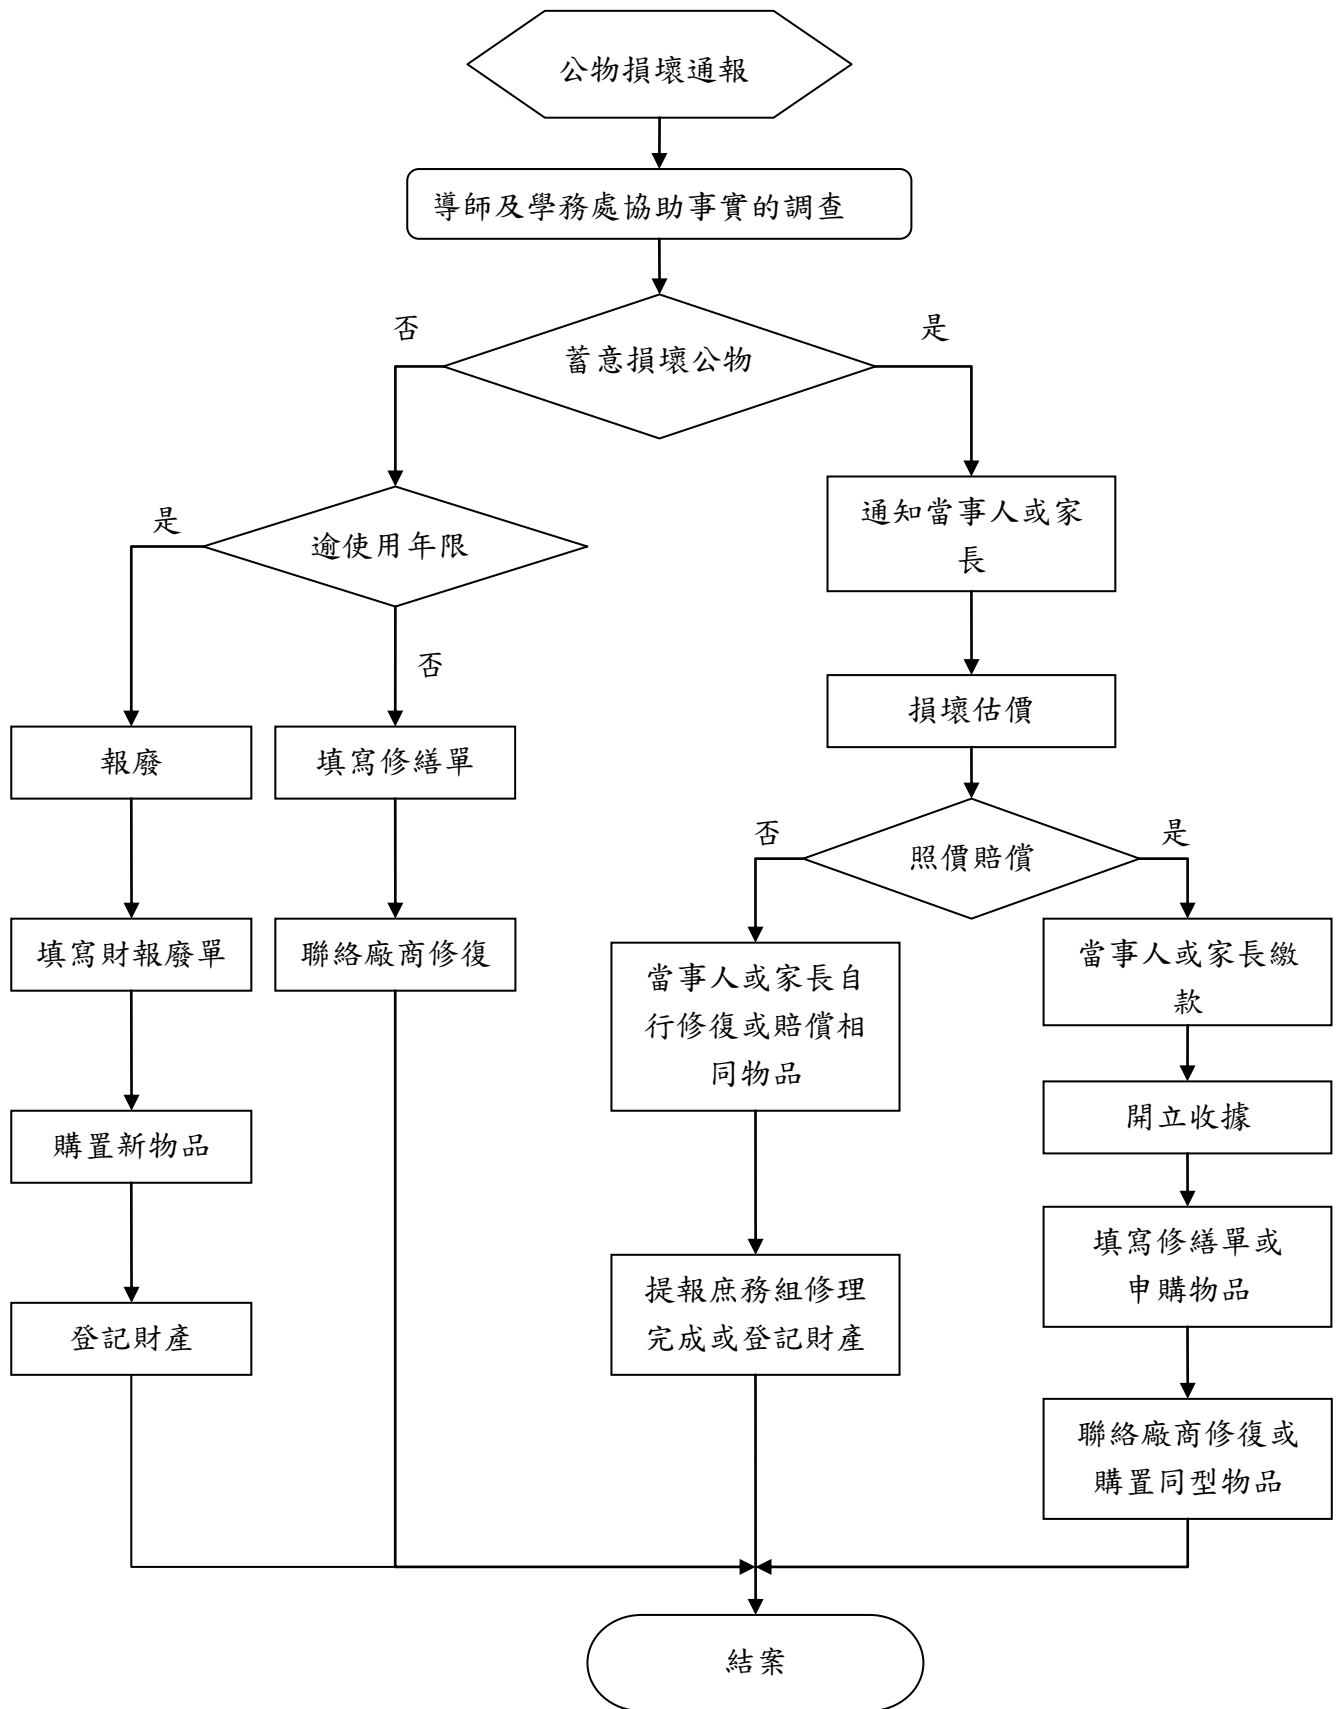 公物損壞通報
導師及學務處協助事實的調查
否
是
蓄意損壞公物
是
逾使用年限
通知當事人或家
長
否
損壞估價
報廢
填寫修繕單
否
是
照價賠償
填寫財報廢單
聯絡廠商修復
當事人或家長自
行修復或賠償相
同物品
當事人或家長繳
款
開立收據
購置新物品
填寫修繕單或
申購物品
登記財產
提報庶務組修理
完成或登記財產
聯絡廠商修復或
購置同型物品
結案